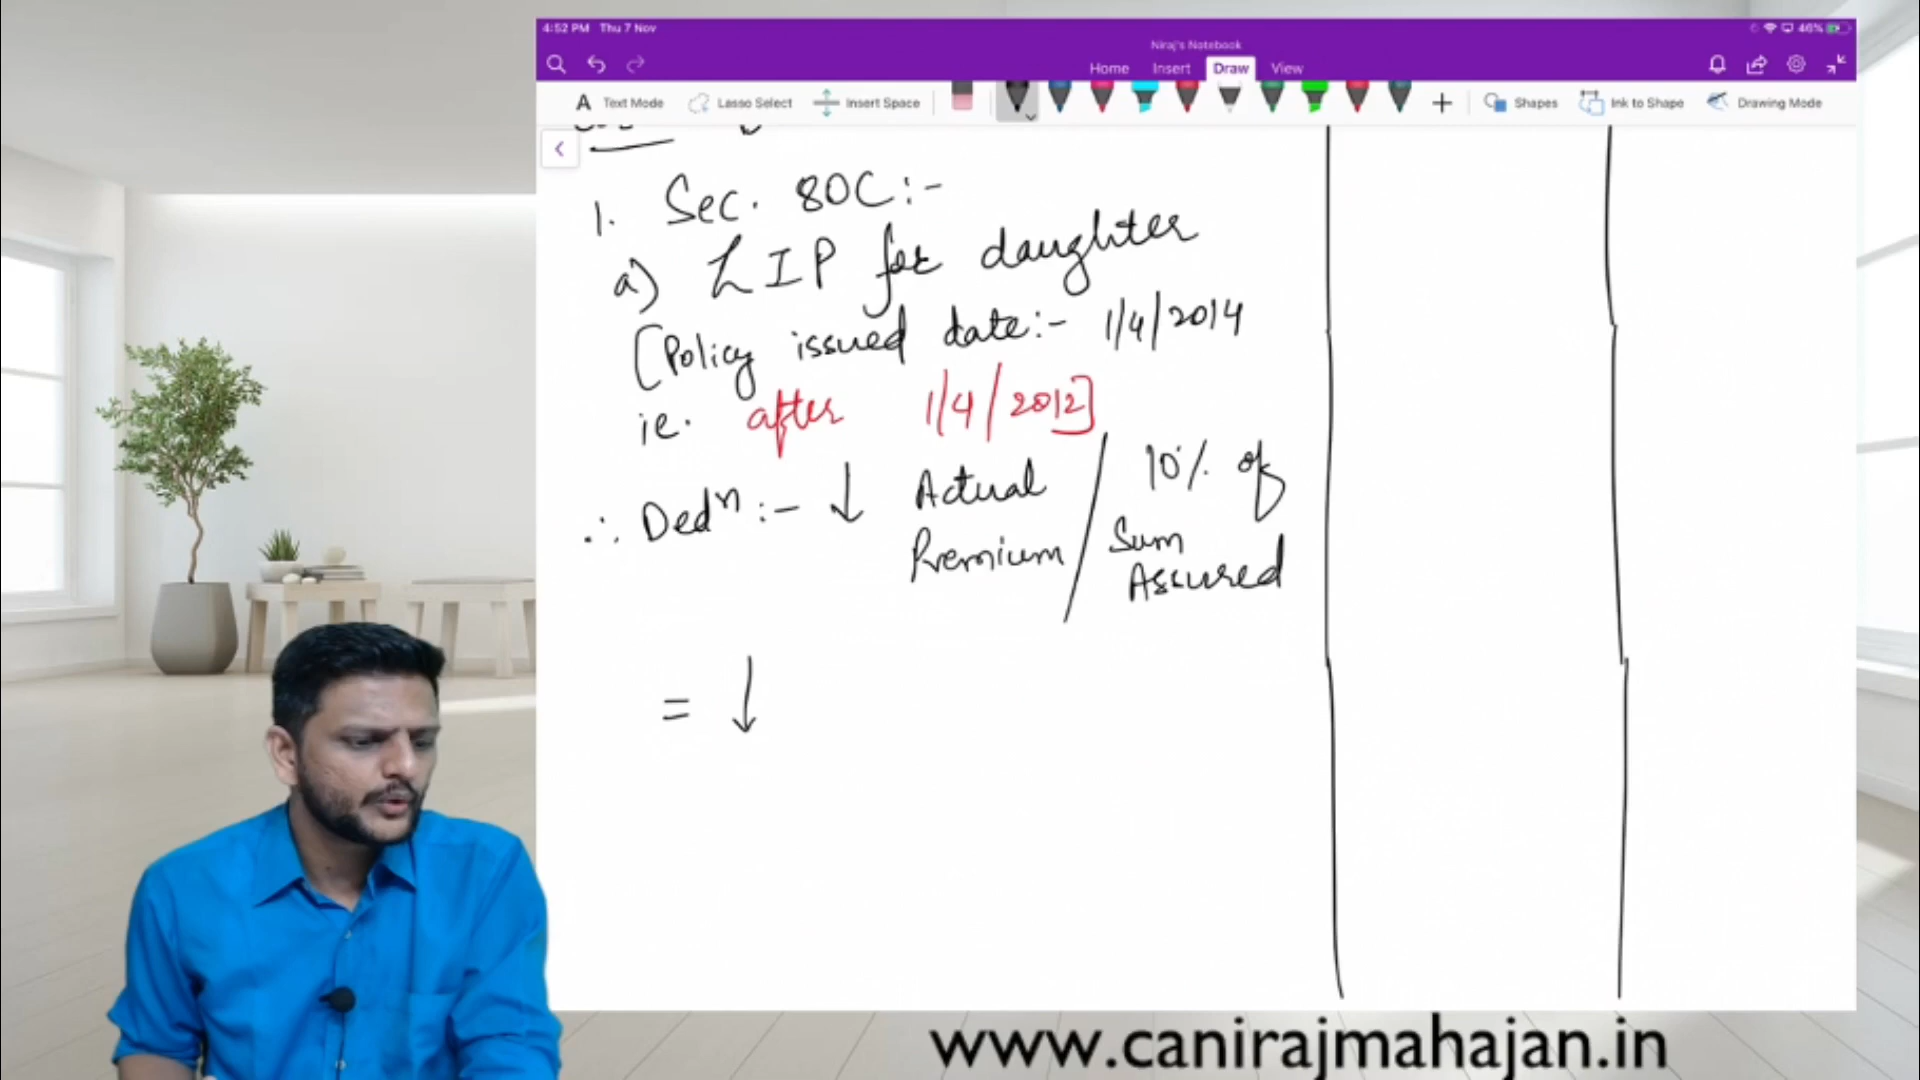 4:52 PM Thu 7 Nov
46%
Niraj's Notebook
Home Insert Draw View
Text Mode Lasso Select Insert Space Shapes Ink to Shape Drawing Mode
1. Sec. 80C:-
a) LIP for daughter
[Policy issued date:- 1/4/2014
ie. after 1/4/2012]
∴ Dedⁿ :- ↓ Actual Premium / 10% of Sum Assured
= ↓
www.canirajmahajan.in